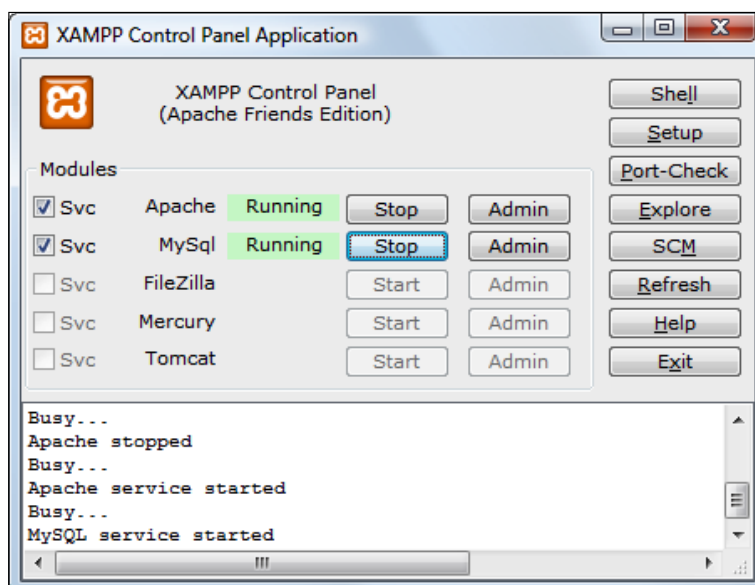 XAMPP Control Panel Application
XAMPP Control Panel
(Apache Friends Edition)
Shell
Setup
Port-Check
Explore
SCM
Refresh
Help
Exit
Modules
Svc Apache Running Stop Admin
Svc MySql Running Stop Admin
Svc FileZilla Start Admin
Svc Mercury Start Admin
Svc Tomcat Start Admin
Busy...
Apache stopped
Busy...
Apache service started
Busy...
MySQL service started